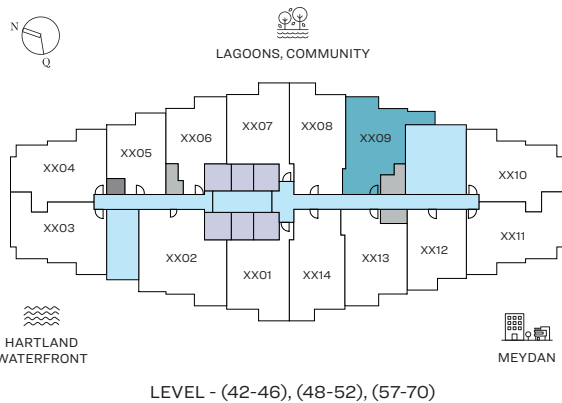 N
Q
LAGOONS, COMMUNITY
XX07
XX08
XX06
XX09
XX05
XX04
XX10
XX03
XX11
XX02
XX12
XX01
XX14
XX13
HARTLAND
WATERFRONT
MEYDAN
LEVEL - (42-46), (48-52), (57-70)